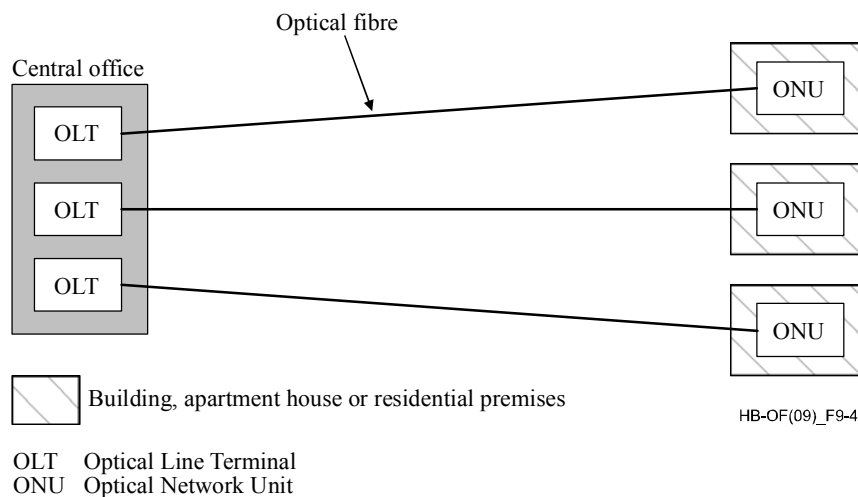 Optical fibre
Central office
OLT
ONU
OLT
ONU
OLT
ONU
Building, apartment house or residential premises
HB-OF(09)_F9-4
OLT Optical Line Terminal
ONU Optical Network Unit